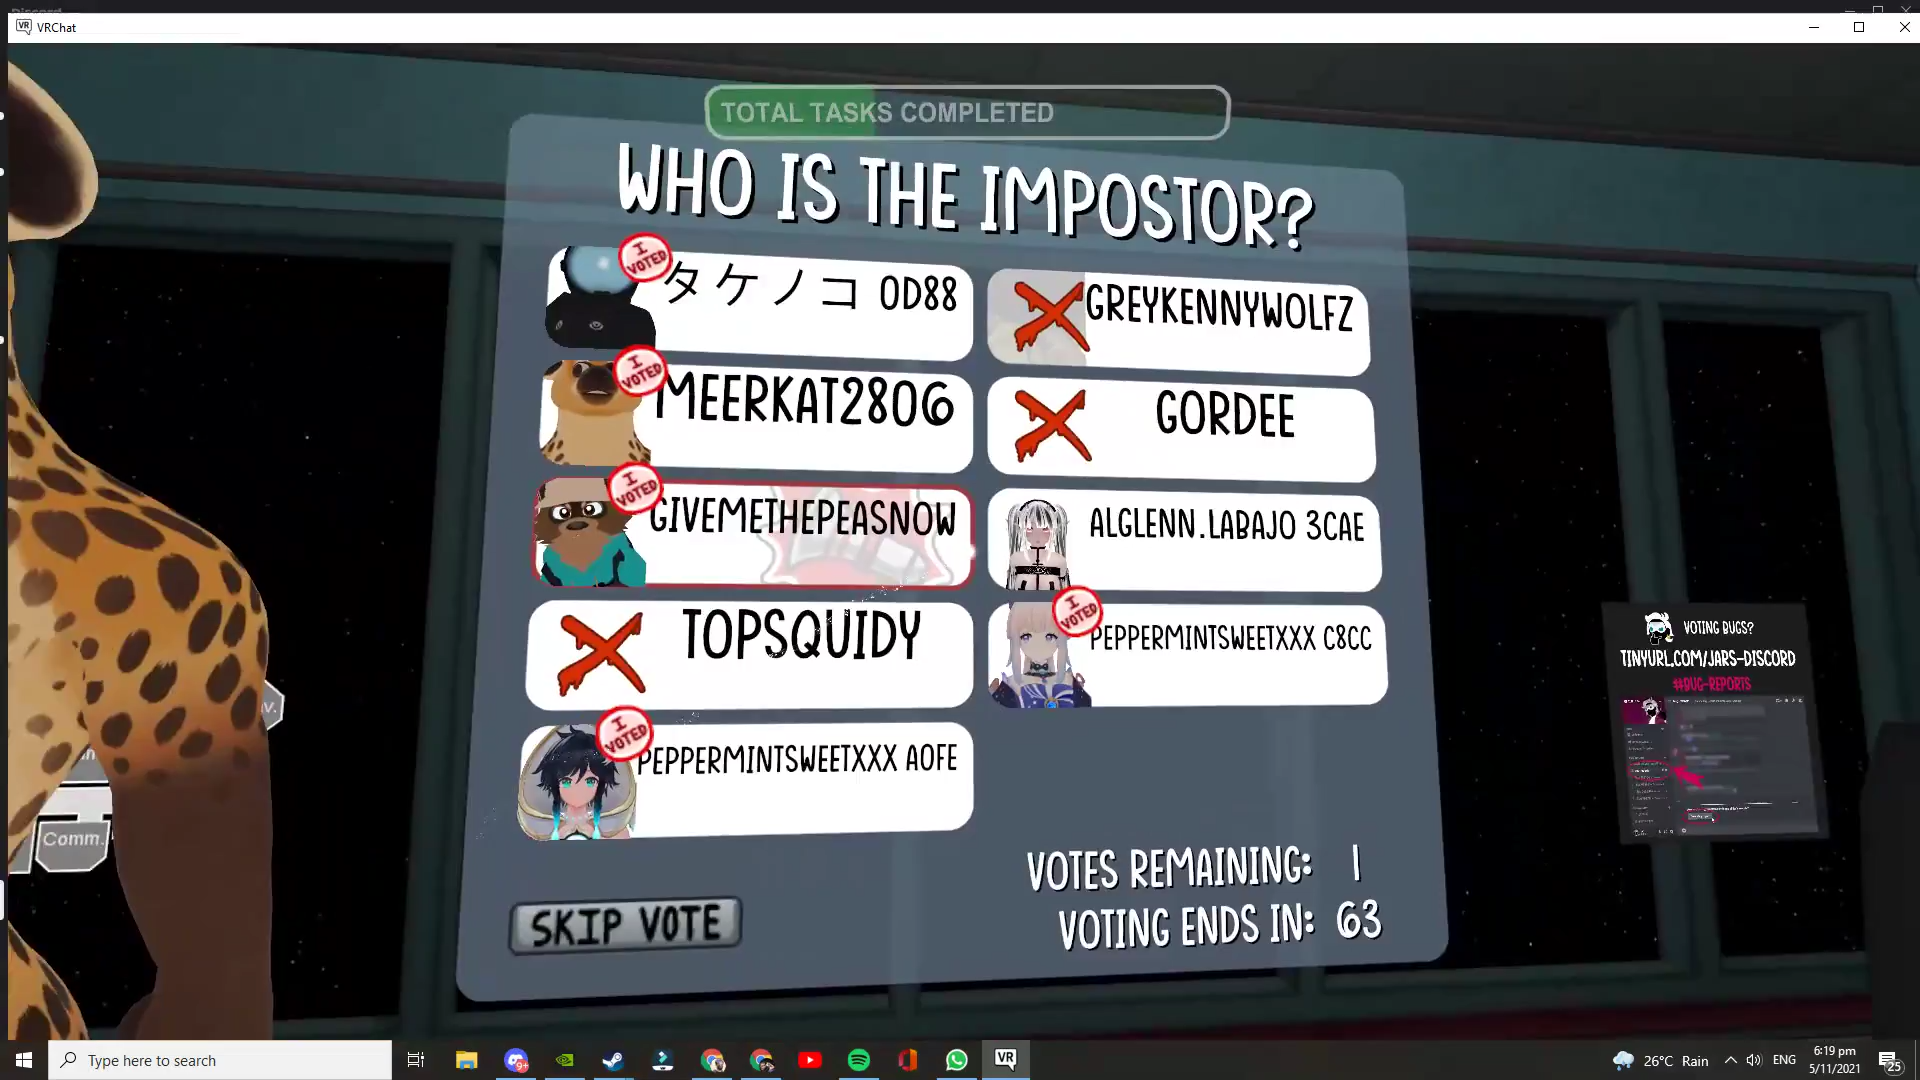 VRChat
TOTAL TASKS COMPLETED
WHO IS THE IMPOSTOR?
I VOTED
タケノコ 0D88
GREYKENNYWOLFZ
I VOTED
MEERKAT2806
GORDEE
I VOTED
GIVEMETHEPEASNOW
ALGLENN.LABAJO 3CAE
TOPSQUIDY
I VOTED
PEPPERMINTSWEETXXX C8CC
I VOTED
PEPPERMINTSWEETXXX A0FE
VOTES REMAINING: 1
VOTING ENDS IN: 63
SKIP VOTE
VOTING BUGS?
TINYURL.COM/JARS-DISCORD
#BUG-REPORTS
Comm.
Type here to search
9+
VR
26°C Rain
ENG
6:19 pm
5/11/2021
25